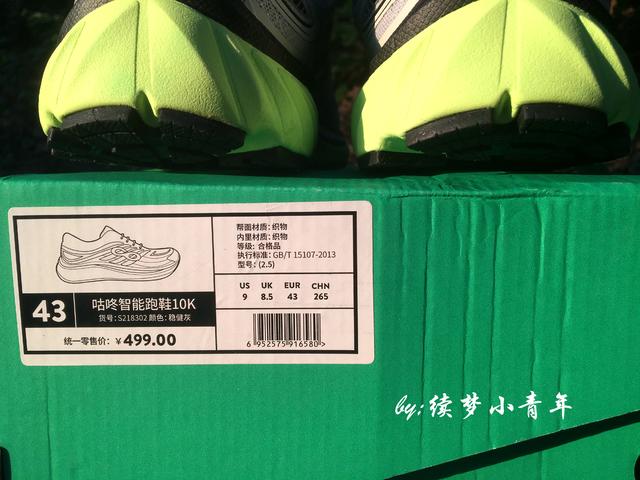 帮面材质: 织物
内里材质: 织物
等级: 合格品
执行标准: GB/T 15107-2013
型号: (2.5)
US UK EUR CHN
9 8.5 43 265
43
咕咚智能跑鞋10K
货号: S218302 颜色: 稳健灰
统一零售价: ¥499.00
6 952575 916580 >
by:续梦小青年